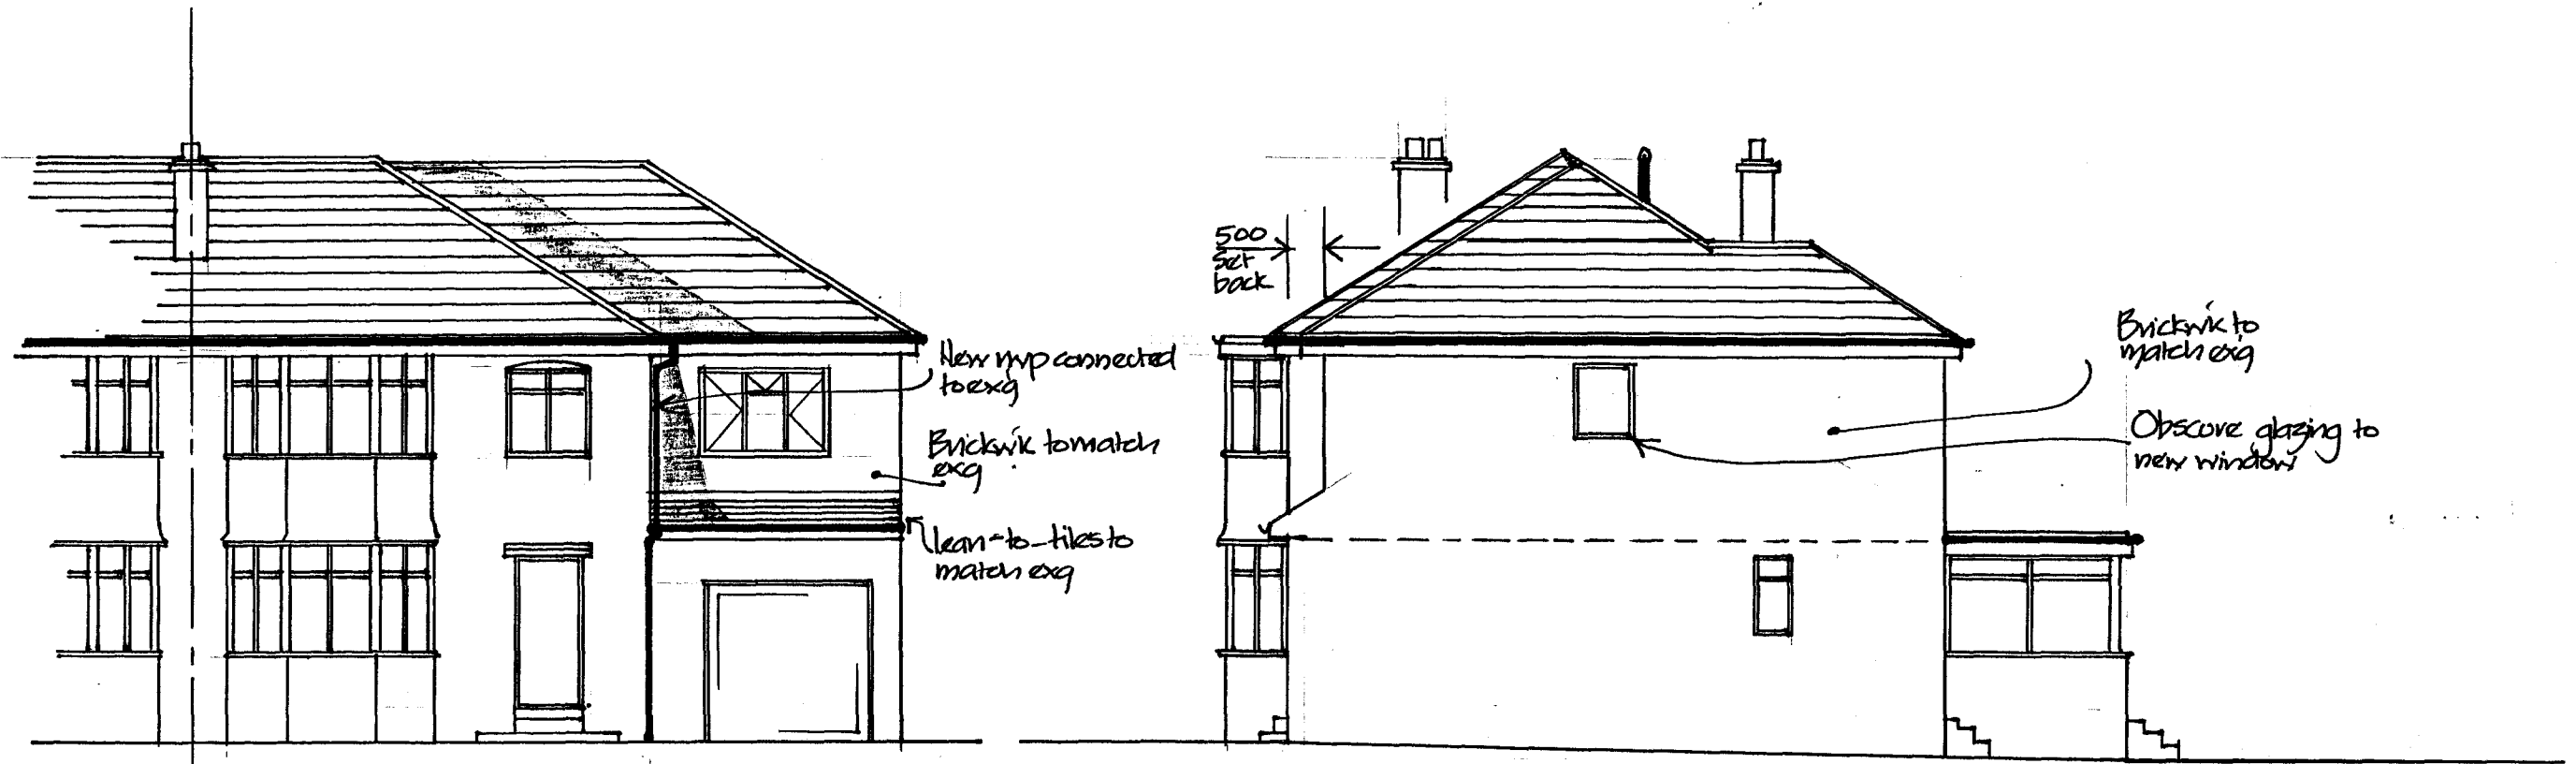 New rwp connected
to exg
Brickwk to match
exg
lean-to tiles to
match exg
500
set
back
Brickwk to
match exg
Obscure glazing to
new window